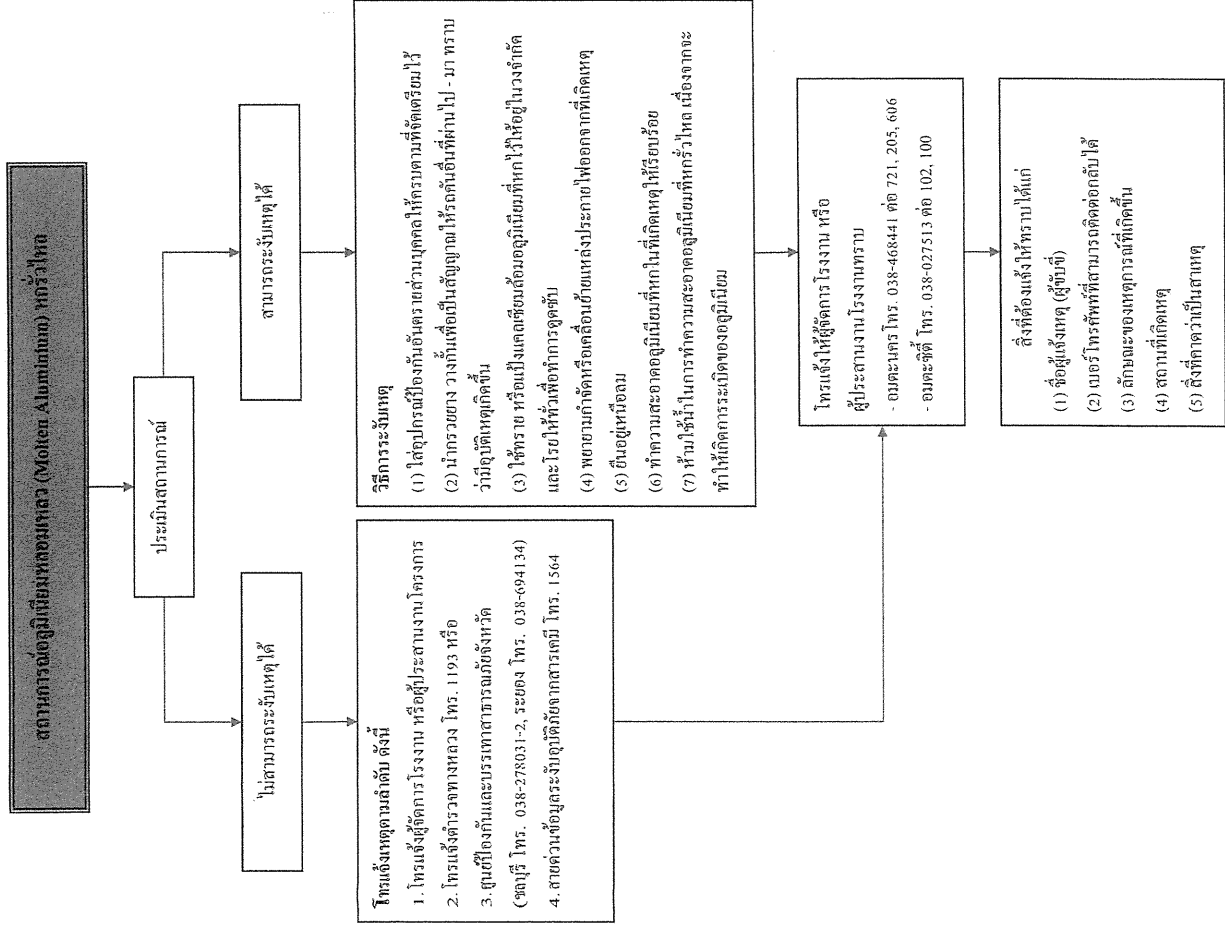 สถานการณ์อลูมิเนียมหลอมเหลว (Molten Aluminium) หกรั่วไหล
ประเมินสถานการณ์
ไม่สามารถระงับเหตุได้
สามารถระงับเหตุได้
โทรแจ้งเหตุตามลำดับ ดังนี้
1. โทรแจ้งผู้จัดการโรงงาน หรือผู้ประสานงานโครงการ
2. โทรแจ้งตำรวจทางหลวง โทร. 1193 หรือ
3. ศูนย์ป้องกันและบรรเทาสาธารณภัยจังหวัด
(ชลบุรี โทร. 038-278031-2, ระยอง โทร. 038-694134)
4. สายด่วนข้อมูลระงับอุบัติภัยจากสารเคมี โทร. 1564
วิธีการระงับเหตุ
(1) ใส่อุปกรณ์ป้องกันอันตรายส่วนบุคคลให้ครบตามที่จัดเตรียมไว้
(2) นำกรวยยาง วางกั้นเพื่อเป็นสัญญาณให้รถคันอื่นที่ผ่านไป - มา ทราบ
ว่ามีอุบัติเหตุเกิดขึ้น
(3) ใช้ทราย หรือแป้งแคลเซียมล้อมอลูมิเนียมที่หกไว้ให้อยู่ในวงจำกัด
และโรยให้ทั่วเพื่อทำการดูดซับ
(4) พยายามกำจัดหรือเคลื่อนย้ายแหล่งประกายไฟออกจากที่เกิดเหตุ
(5) ยืนอยู่เหนือลม
(6) ทำความสะอาดอลูมิเนียมที่หกในที่เกิดเหตุให้เรียบร้อย
(7) ห้ามใช้น้ำในการทำความสะอาดอลูมิเนียมที่หกรั่วไหล เนื่องจากจะ
ทำให้เกิดการระเบิดของอลูมิเนียม
โทรแจ้งให้ผู้จัดการโรงงาน หรือ
ผู้ประสานงานโรงงานทราบ
- อมตะนคร โทร. 038-468441 ต่อ 721, 205, 606
- อมตะซิตี้ โทร. 038-027513 ต่อ 102, 100
สิ่งที่ต้องแจ้งให้ทราบได้แก่
(1) ชื่อผู้แจ้งเหตุ (ผู้ขับขี่)
(2) เบอร์โทรศัพท์ที่สามารถติดต่อกลับได้
(3) ลักษณะของเหตุการณ์ที่เกิดขึ้น
(4) สถานที่เกิดเหตุ
(5) สิ่งที่คาดว่าเป็นสาเหตุ